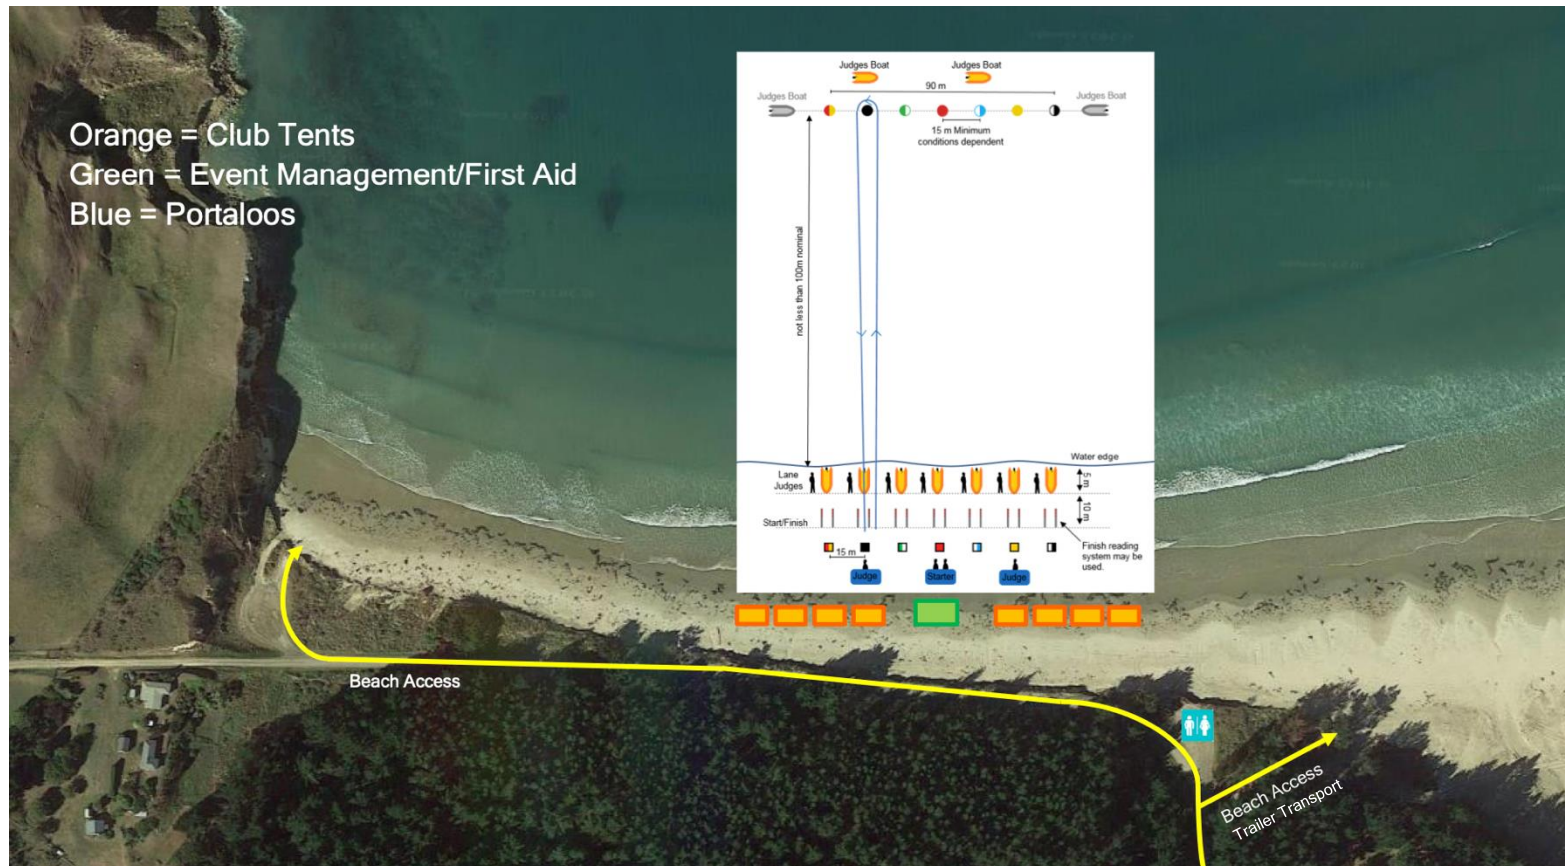 Orange = Club Tents
Green = Event Management/First Aid
Blue = Portaloos
Judges Boat
Judges Boat
90 m
Judges Boat
Judges Boat
15 m Minimum
conditions dependent
not less than 100m nominal
Water edge
Lane
Judges
5 m
10 m
Start/Finish
15 m
Finish reading
system may be
used.
Judge
Starter
Judge
Beach Access
Beach Access
Trailer Transport